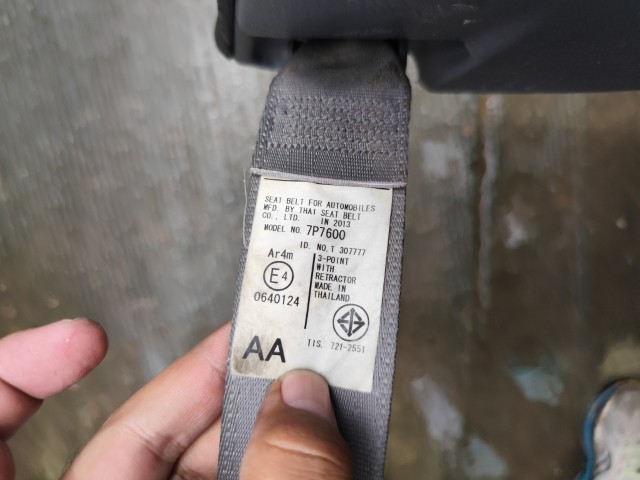 SEAT BELT FOR AUTOMOBILES
MFD. BY THAI SEAT BELT
CO., LTD. IN 2013
MODEL NO. 7P7600
ID. NO.T 307777
Ar4m
E4
0640124
3-POINT
WITH
RETRACTOR
MADE IN
THAILAND
TIS. 721-2551
AA